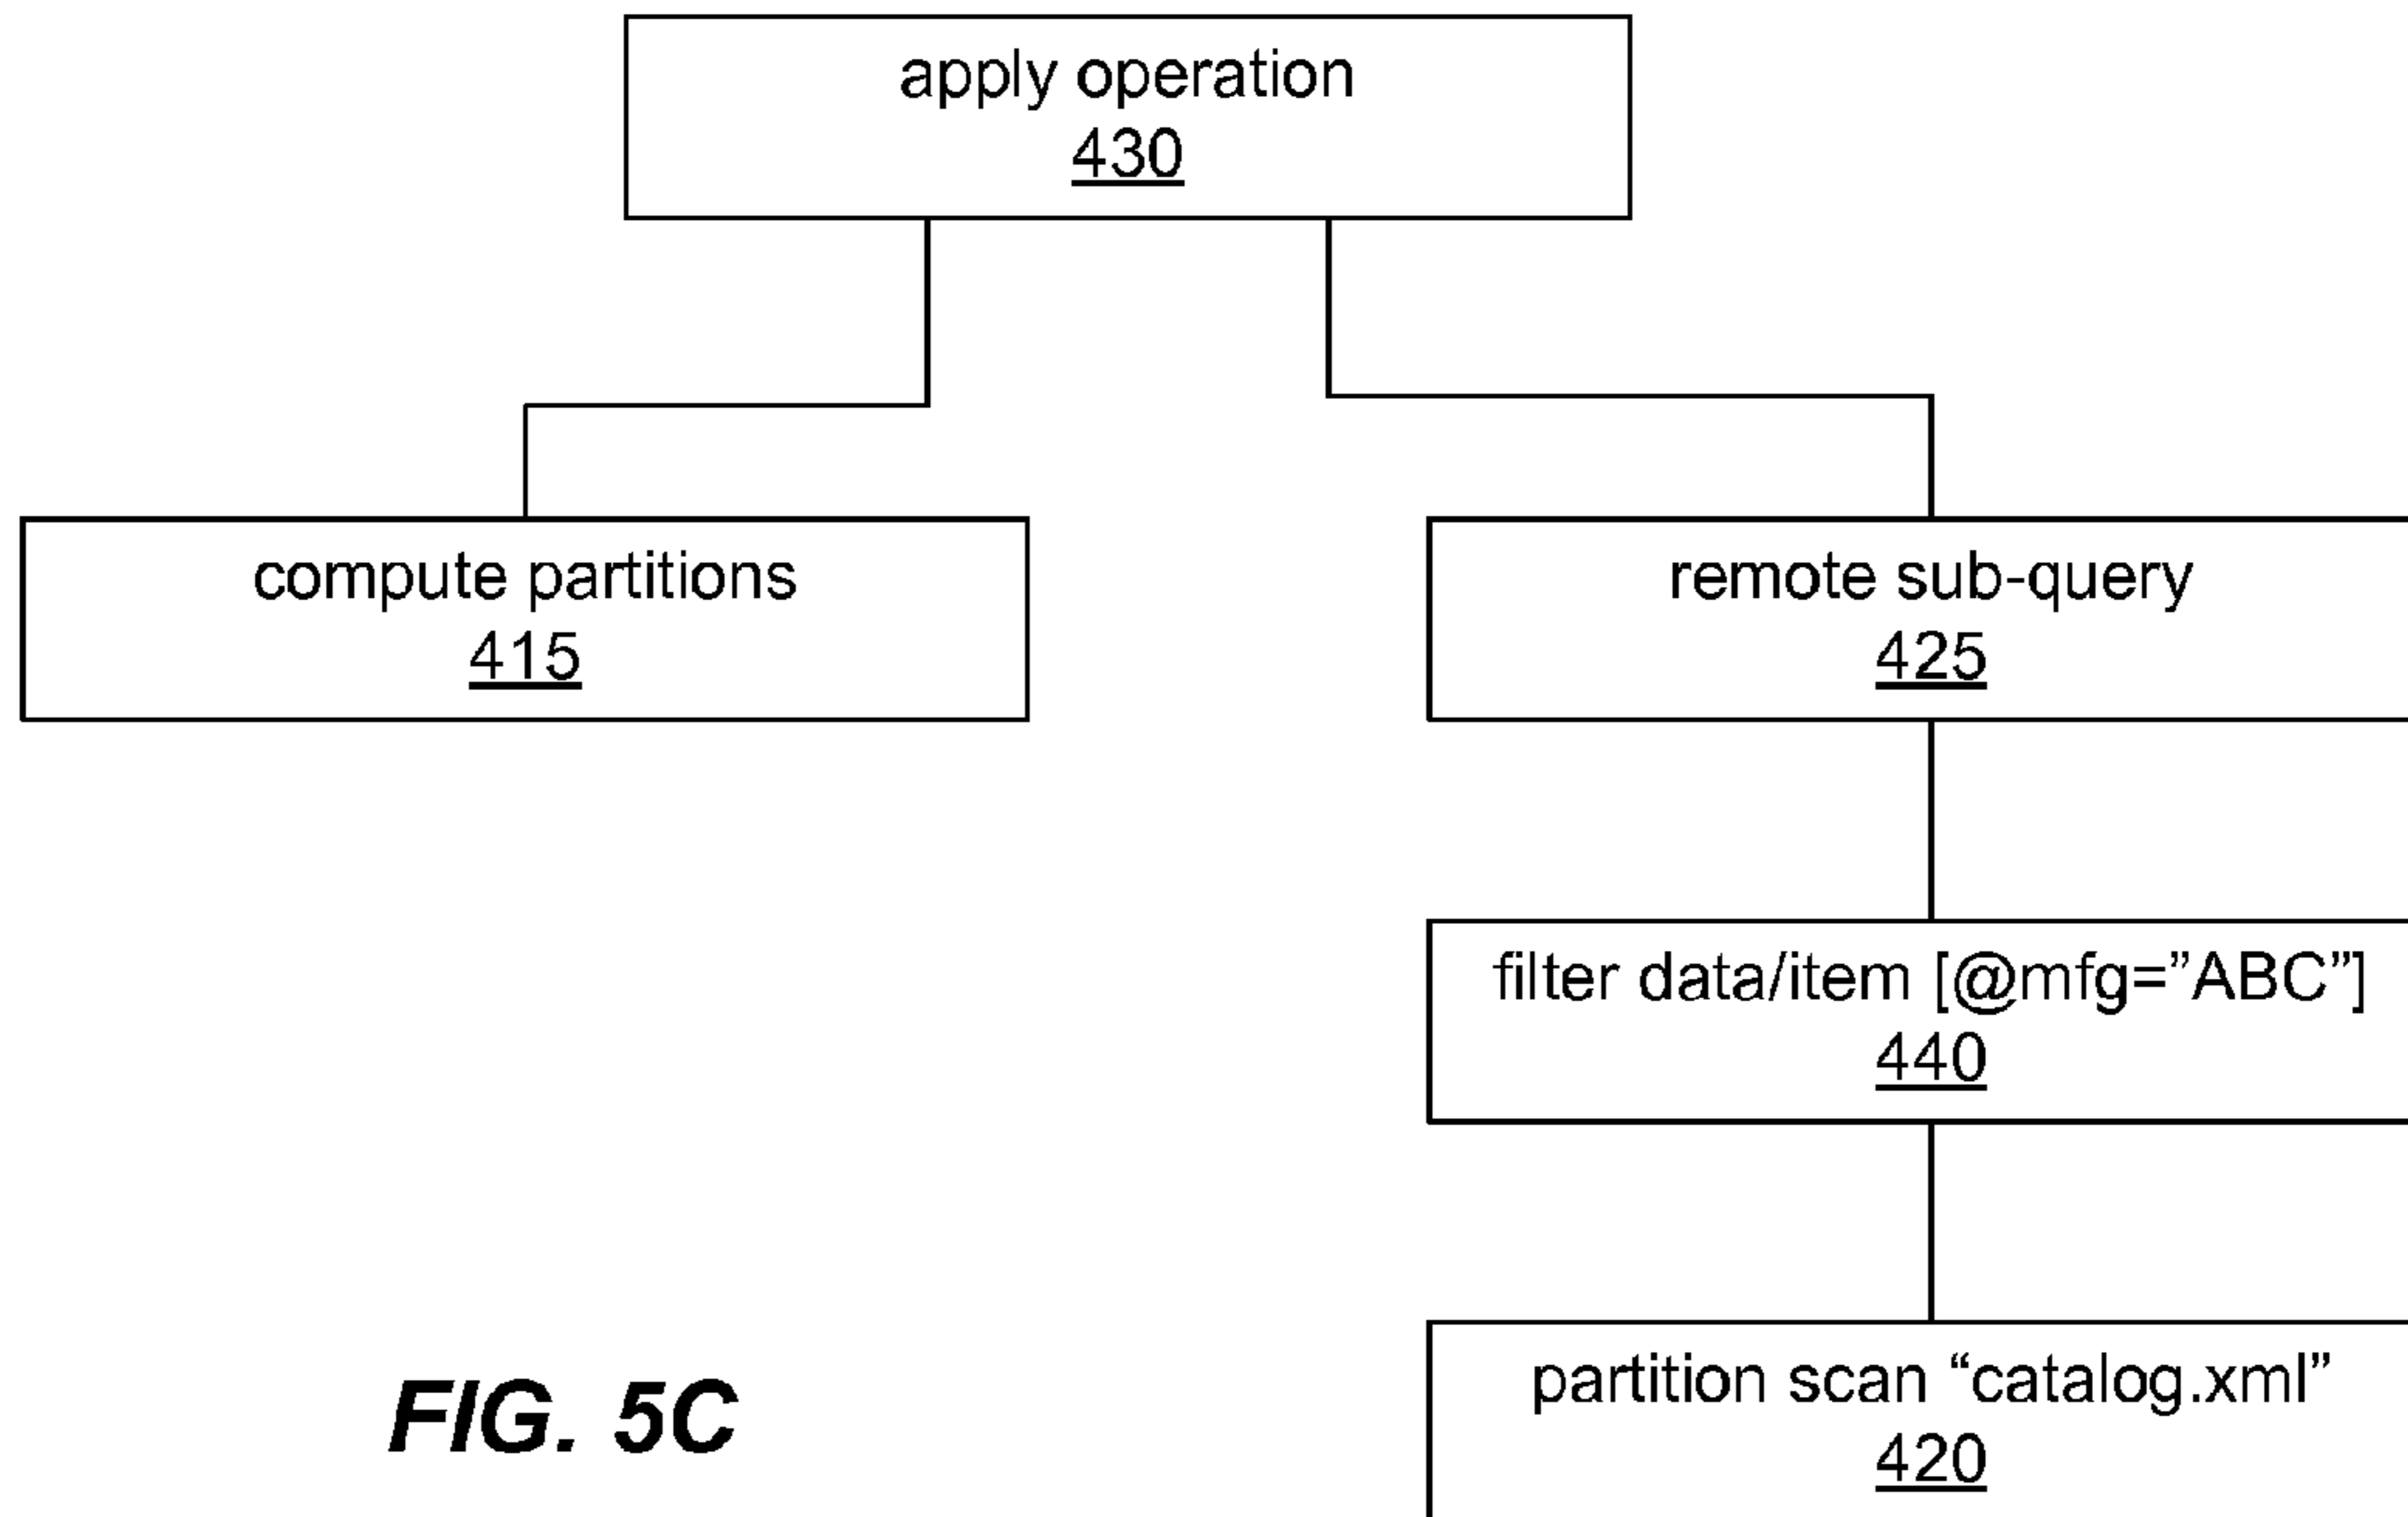 apply operation
430
compute partitions
415
remote sub-query
425
filter data/item [@mfg=”ABC”]
440
partition scan “catalog.xml”
420
FIG. 5C